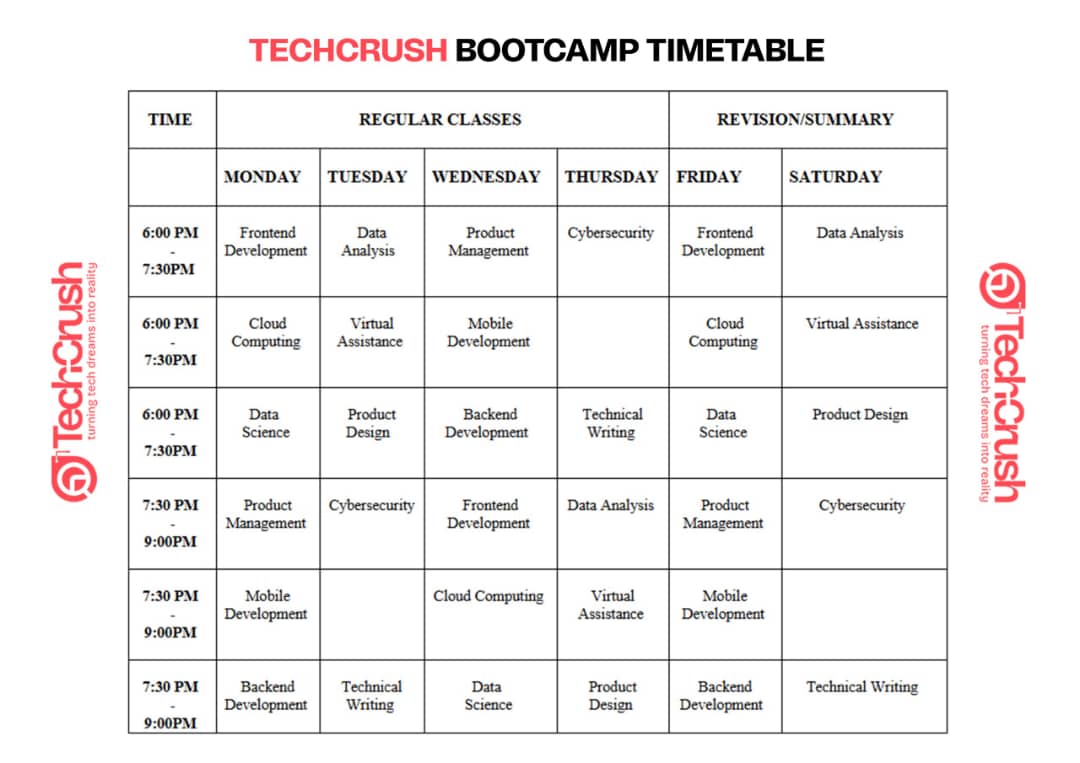 TECHCRUSH BOOTCAMP TIMETABLE
TIME REGULAR CLASSES REVISION/SUMMARY
MONDAY TUESDAY WEDNESDAY THURSDAY FRIDAY SATURDAY
6:00 PM Frontend Data Product Cybersecurity Frontend Data Analysis
- Development Analysis Management Development
7:30PM
6:00 PM Cloud Virtual Mobile Cloud Virtual Assistance
- Computing Assistance Development Computing
7:30PM
6:00 PM Data Product Backend Technical Data Product Design
- Science Design Development Writing Science
7:30PM
7:30 PM Product Cybersecurity Frontend Data Analysis Product Cybersecurity
- Management Development Management
9:00PM
7:30 PM Mobile Cloud Computing Virtual Mobile
- Development Assistance Development
9:00PM
7:30 PM Backend Technical Data Product Backend Technical Writing
- Development Writing Science Design Development
9:00PM
TechCrush
turning tech dreams into reality
TechCrush
turning tech dreams into reality